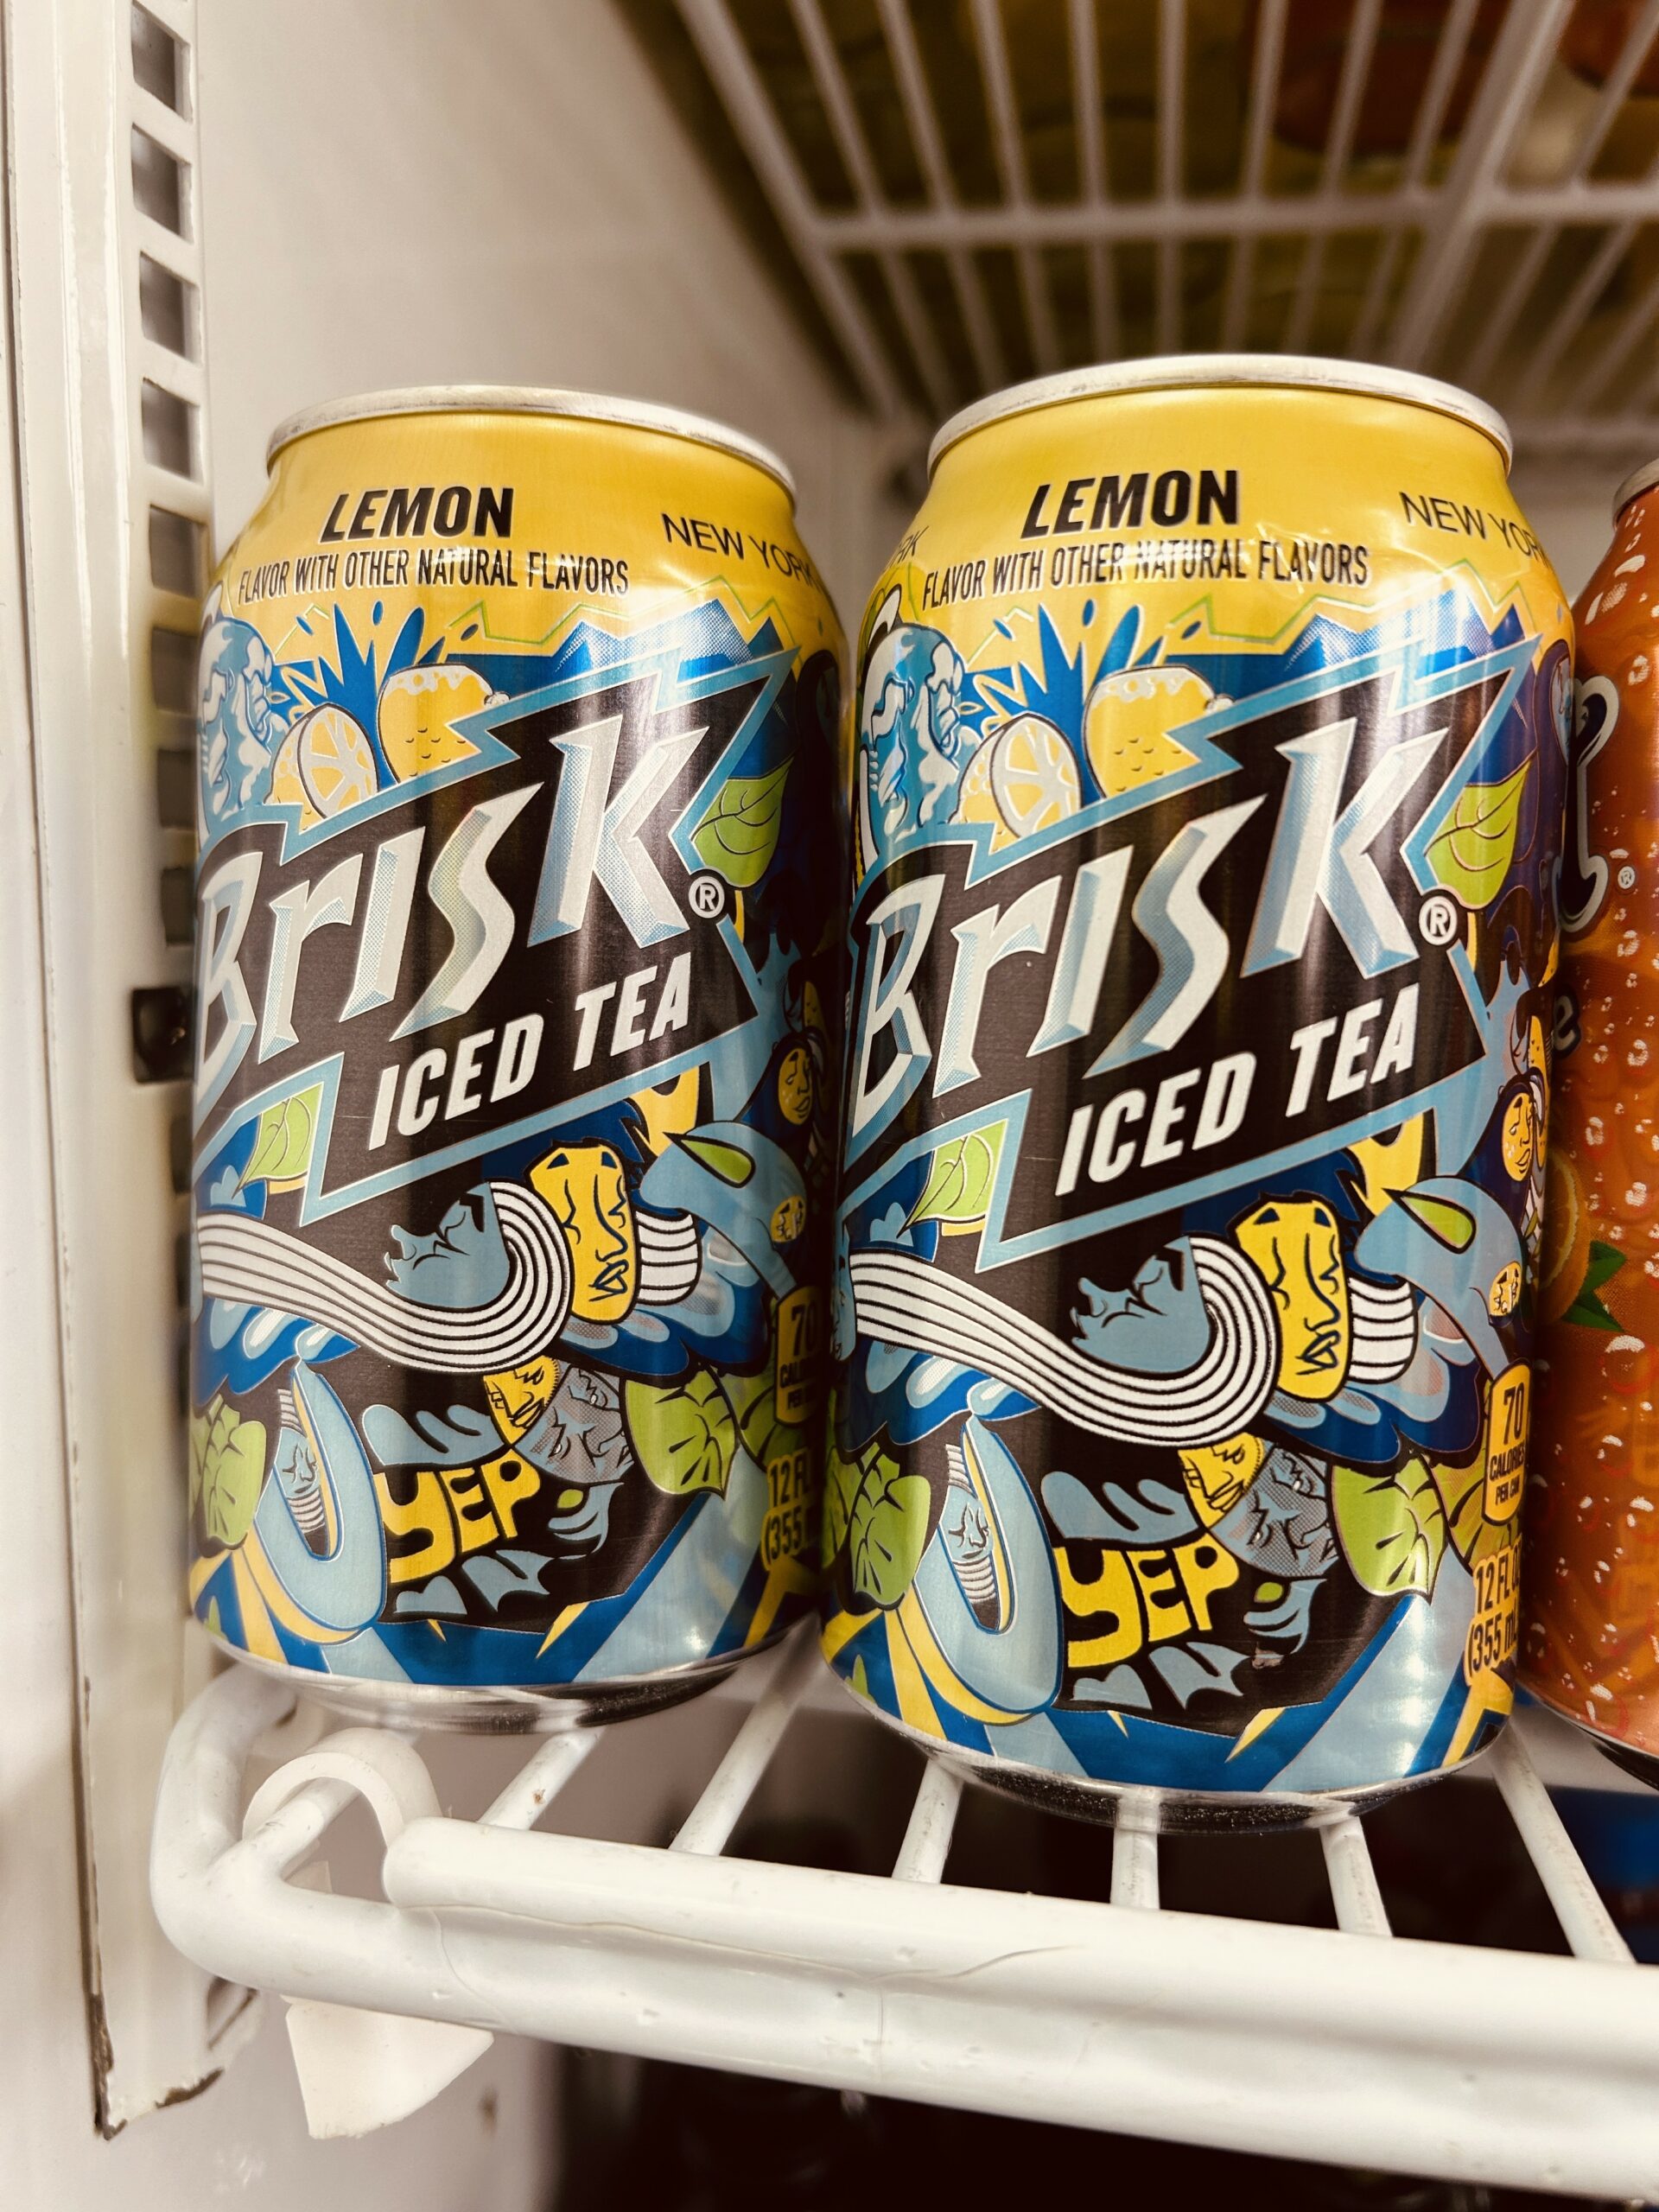 LEMON
FLAVOR WITH OTHER NATURAL FLAVORS
NEW YORK
Brisk®
ICED TEA
YEP
70
12 FL
(355
LEMON
FLAVOR WITH OTHER NATURAL FLAVORS
NEW YORK
Brisk®
ICED TEA
YEP
70
CALORIES
PER CAN
12 FL OZ
(355 mL
®